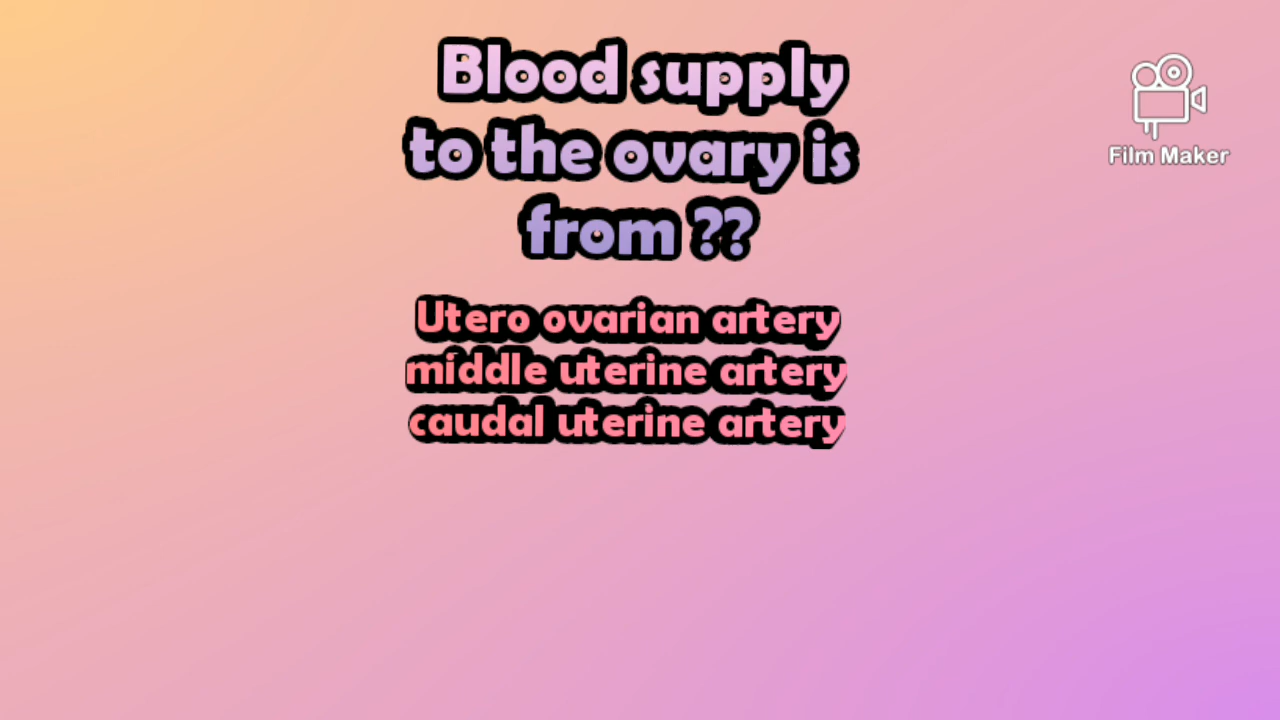 Blood supply
to the ovary is
from ??
Film Maker
Utero ovarian artery
middle uterine artery
caudal uterine artery